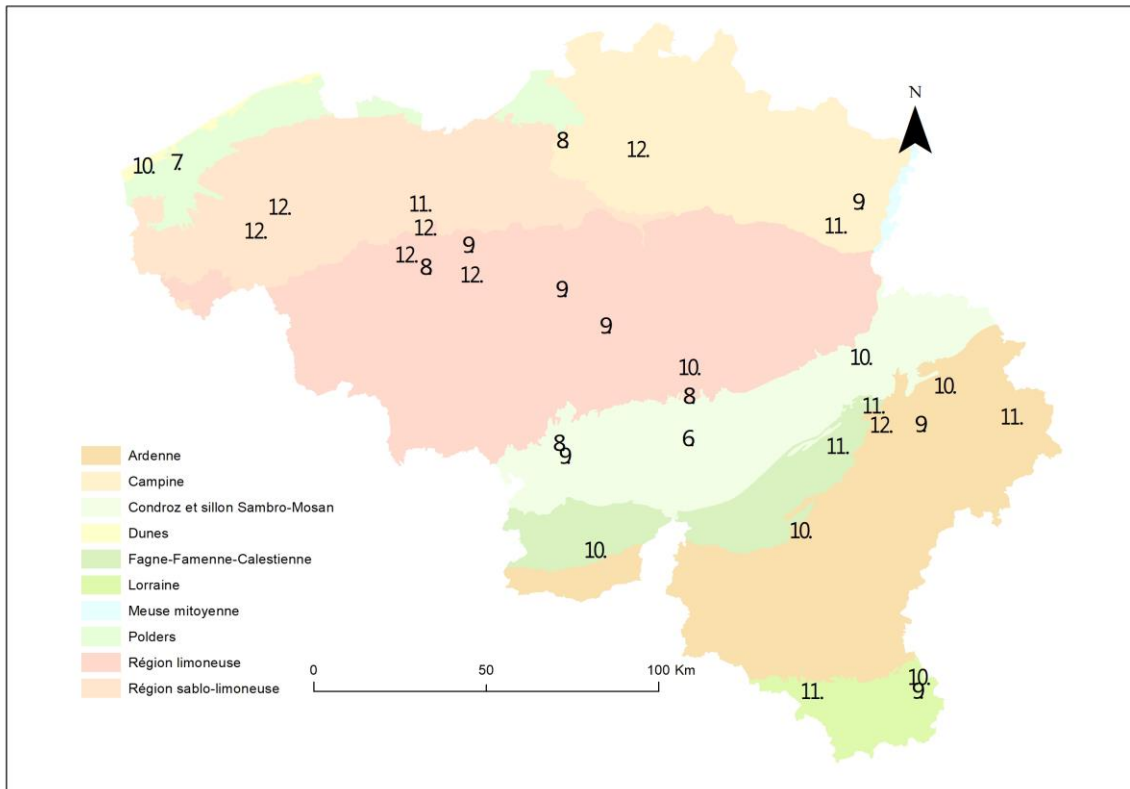 N
8.
12.
10.
7.
9.
12.
11.
11.
12.
12.
9.
12.
8.
12.
9.
9.
10.
10.
10.
8.
11.
11.
12.
9.
6.
8.
11.
9.
10.
10.
10.
11.
9.
Ardenne
Campine
Condroz et sillon Sambro-Mosan
Dunes
Fagne-Famenne-Calestienne
Lorraine
Meuse mitoyenne
Polders
Région limoneuse
Région sablo-limoneuse
0 50 100 Km